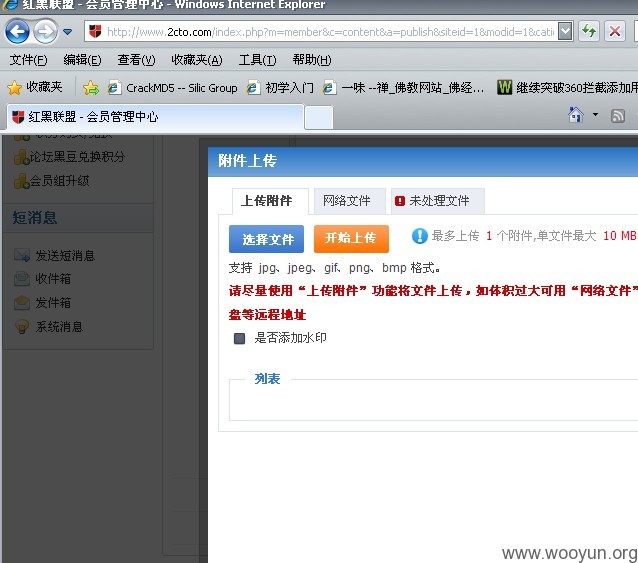 红黑联盟 - 会员管理中心 - Windows Internet Explorer
http://www.2cto.com/index.php?m=member&c=content&a=publish&siteid=1&modid=1&cati
文件(F) 编辑(E) 查看(V) 收藏夹(A) 工具(T) 帮助(H)
收藏夹 CrackMD5 -- Silic Group 初学入门 一味 --禅_佛教网站_佛经... 继续突破360拦截添加用
红黑联盟 - 会员管理中心
论坛黑豆兑换积分
会员组升级
短消息
发送短消息
收件箱
发件箱
系统消息
附件上传
上传附件 网络文件 未处理文件
选择文件 开始上传 最多上传 1 个附件,单文件最大 10 MB
支持 jpg、jpeg、gif、png、bmp 格式。
请尽量使用“上传附件”功能将文件上传，如体积过大可用“网络文件”
盘等远程地址
是否添加水印
列表
www.wooyun.org